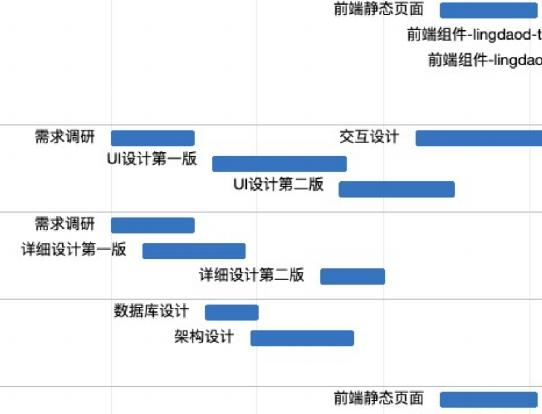 前端静态页面
前端组件-lingdaod-t
前端组件-lingdao
需求调研
交互设计
UI设计第一版
UI设计第二版
需求调研
详细设计第一版
详细设计第二版
数据库设计
架构设计
前端静态页面